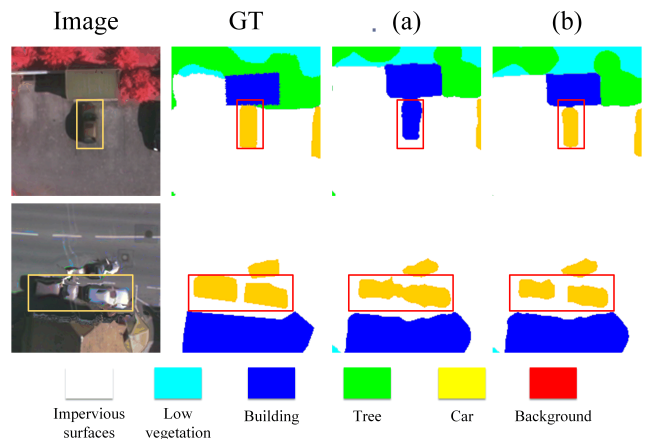 Image GT (a) (b)
Impervious surfaces
Low vegetation
Building
Tree
Car
Background